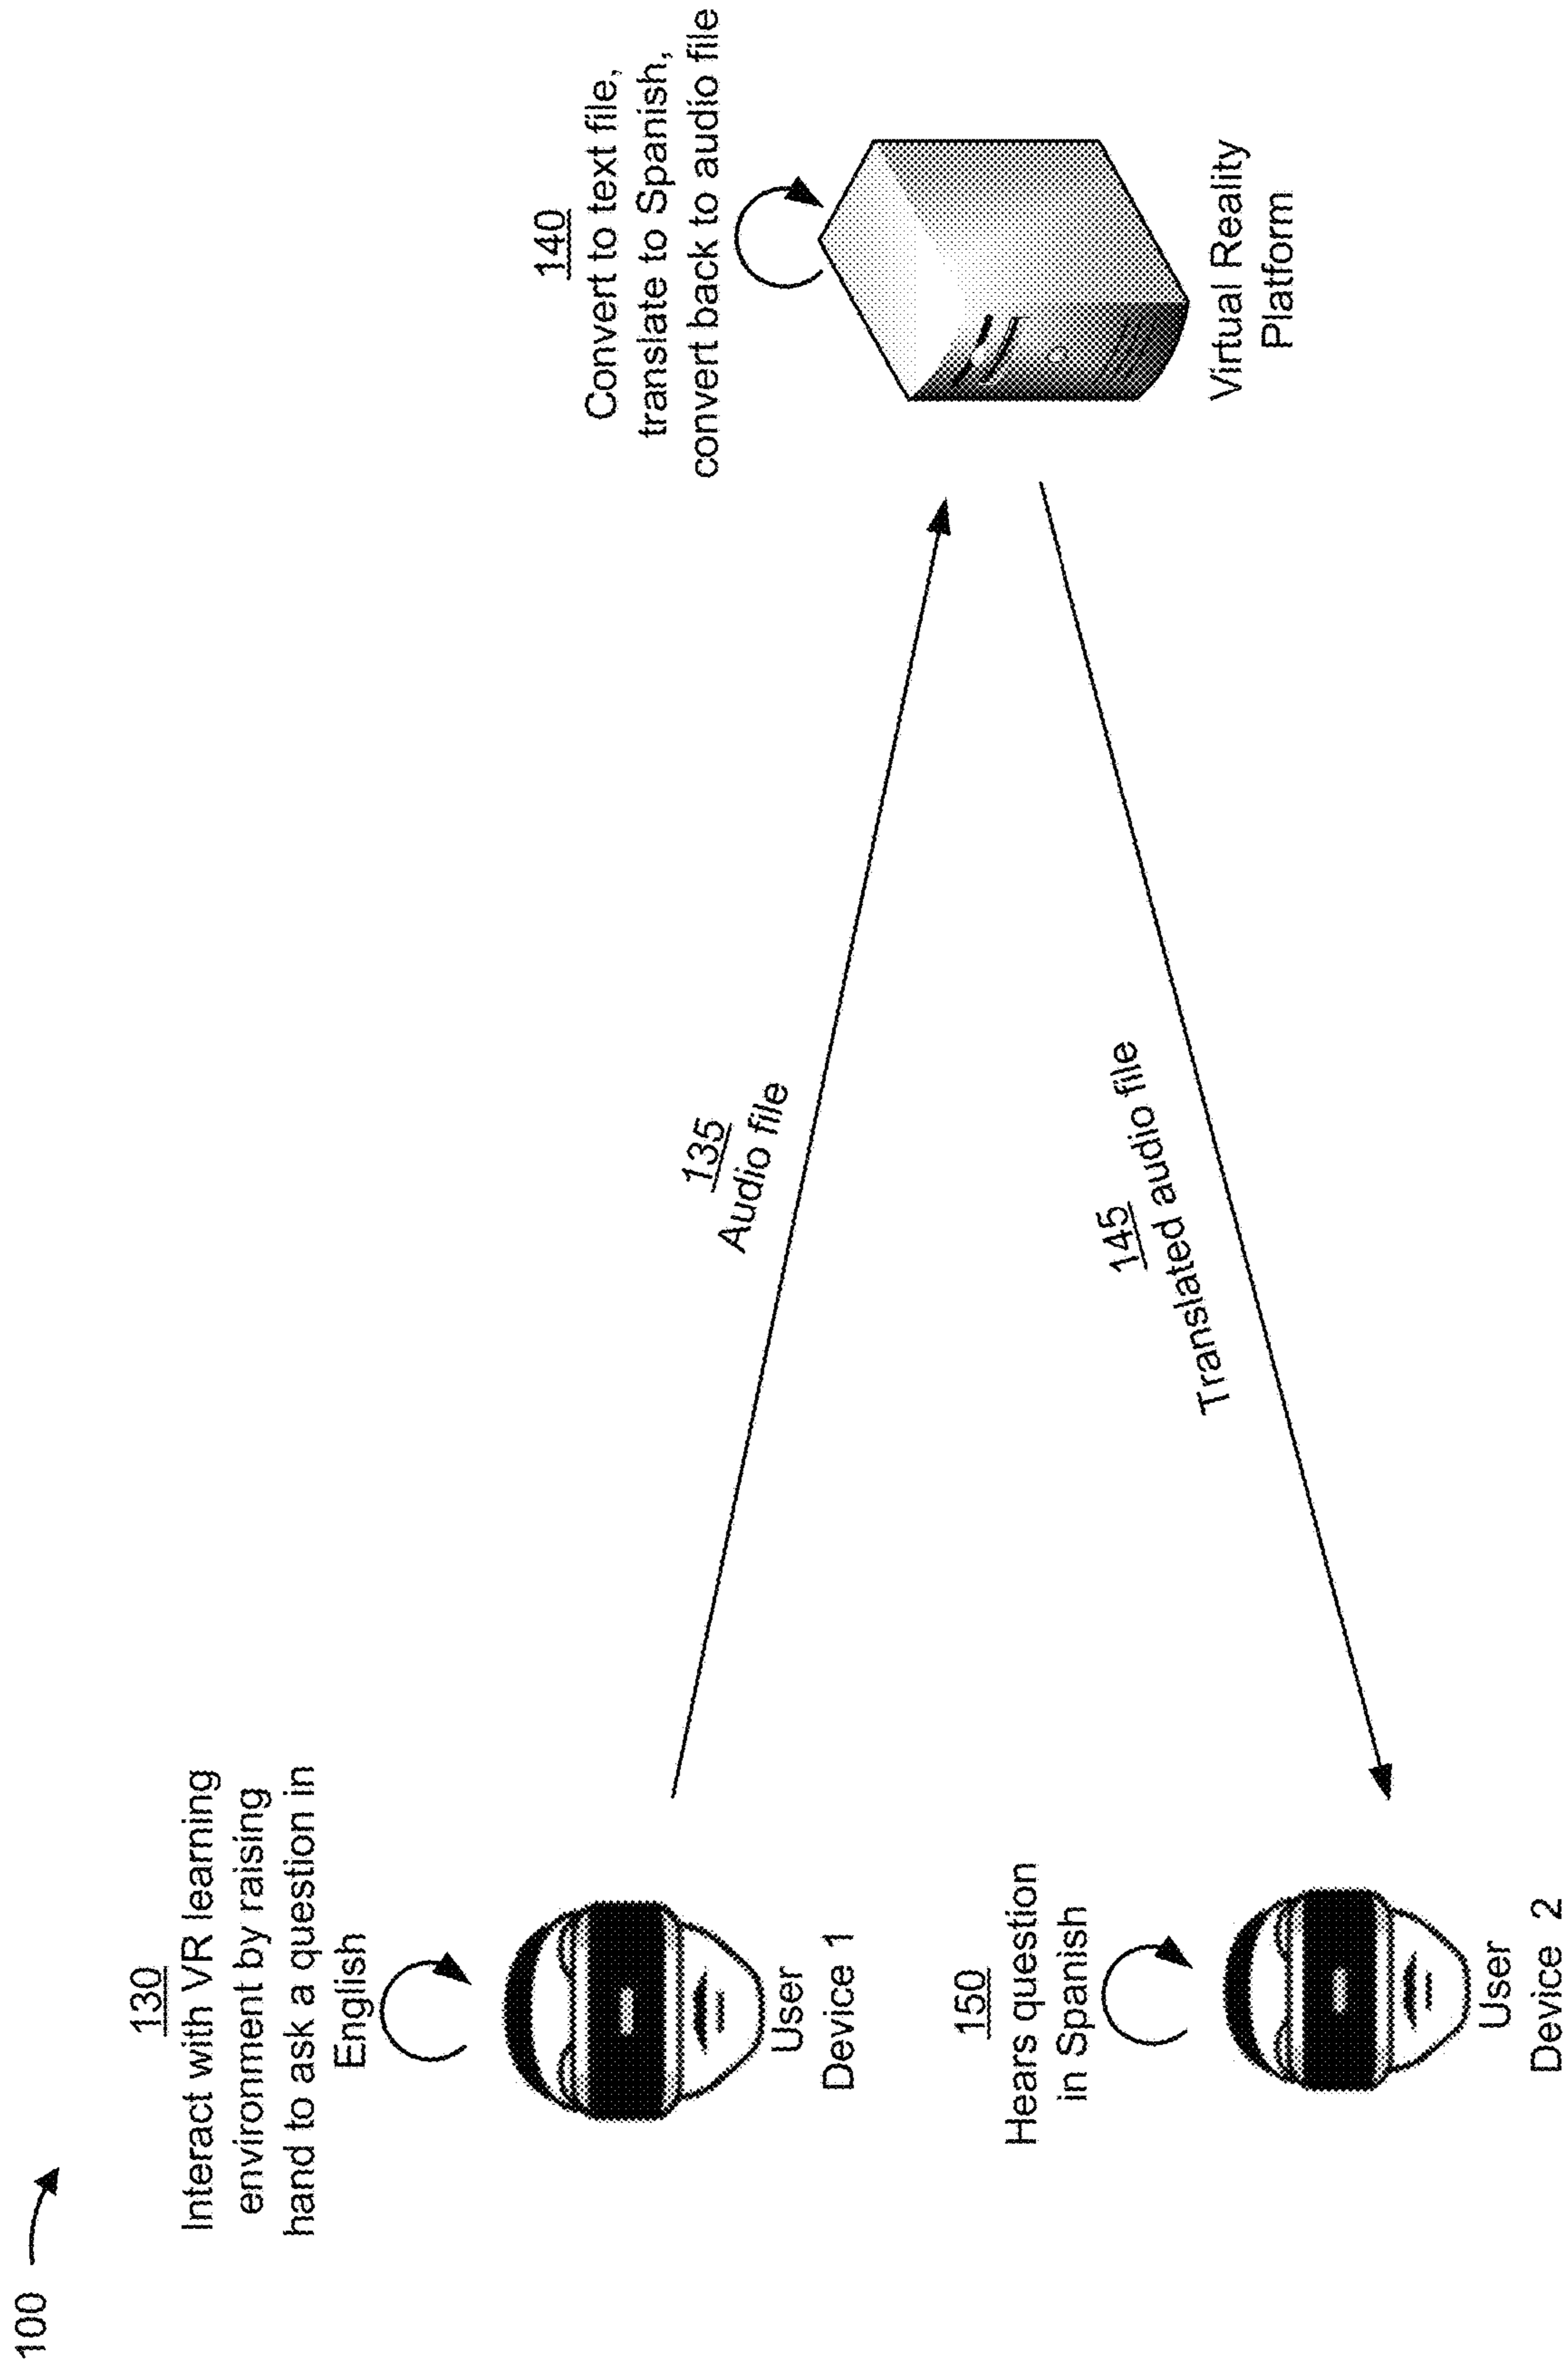 100
130
Interact with VR learning
environment by raising
hand to ask a question in
English
User
Device 1
135
Audio file
140
Convert to text file,
translate to Spanish,
convert back to audio file
Virtual Reality
Platform
145
Translated audio file
150
Hears question
in Spanish
User
Device 2